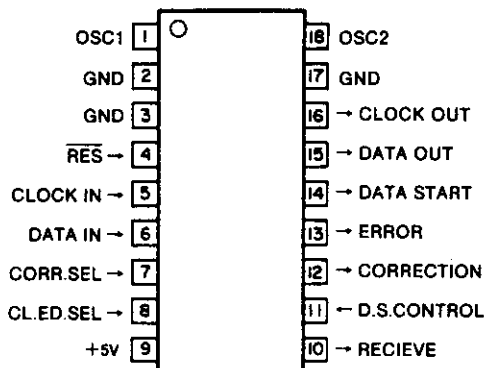 OSC1 1 18 OSC2
GND 2 17 GND
GND 3 16 → CLOCK OUT
R̅E̅S̅ → 4 15 → DATA OUT
CLOCK IN → 5 14 → DATA START
DATA IN → 6 13 → ERROR
CORR.SEL → 7 12 → CORRECTION
CL.ED.SEL → 8 11 ← D.S.CONTROL
+5V 9 10 → RECIEVE